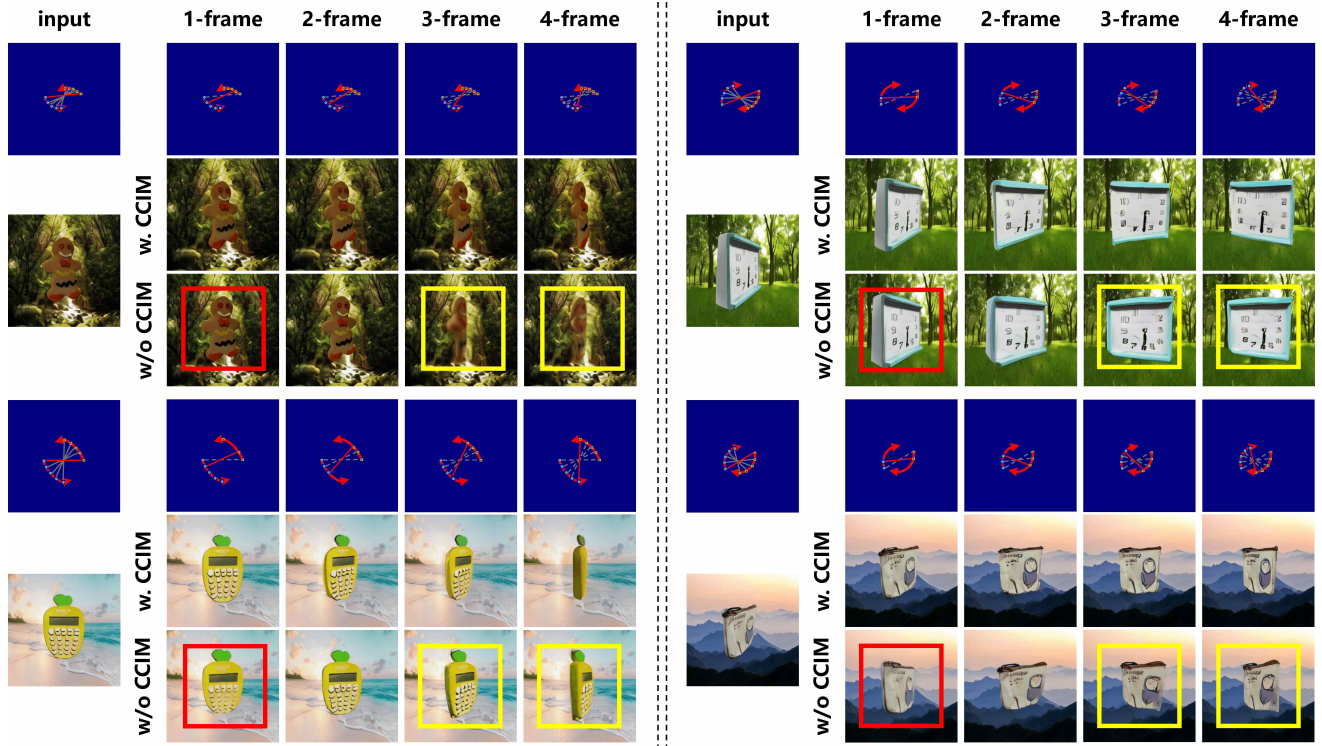 input 1-frame 2-frame 3-frame 4-frame input 1-frame 2-frame 3-frame 4-frame
w. CCIM w. CCIM
w/o CCIM w/o CCIM
w. CCIM w. CCIM
w/o CCIM w/o CCIM